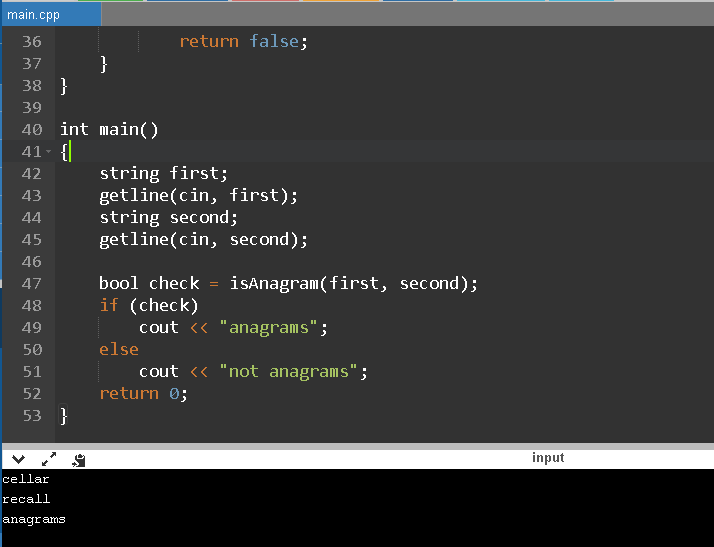 main.cpp
36 return false;
37 }
38 }
39
40 int main()
41 {
42 string first;
43 getline(cin, first);
44 string second;
45 getline(cin, second);
46
47 bool check = isAnagram(first, second);
48 if (check)
49 cout << "anagrams";
50 else
51 cout << "not anagrams";
52 return 0;
53 }
input
cellar
recall
anagrams